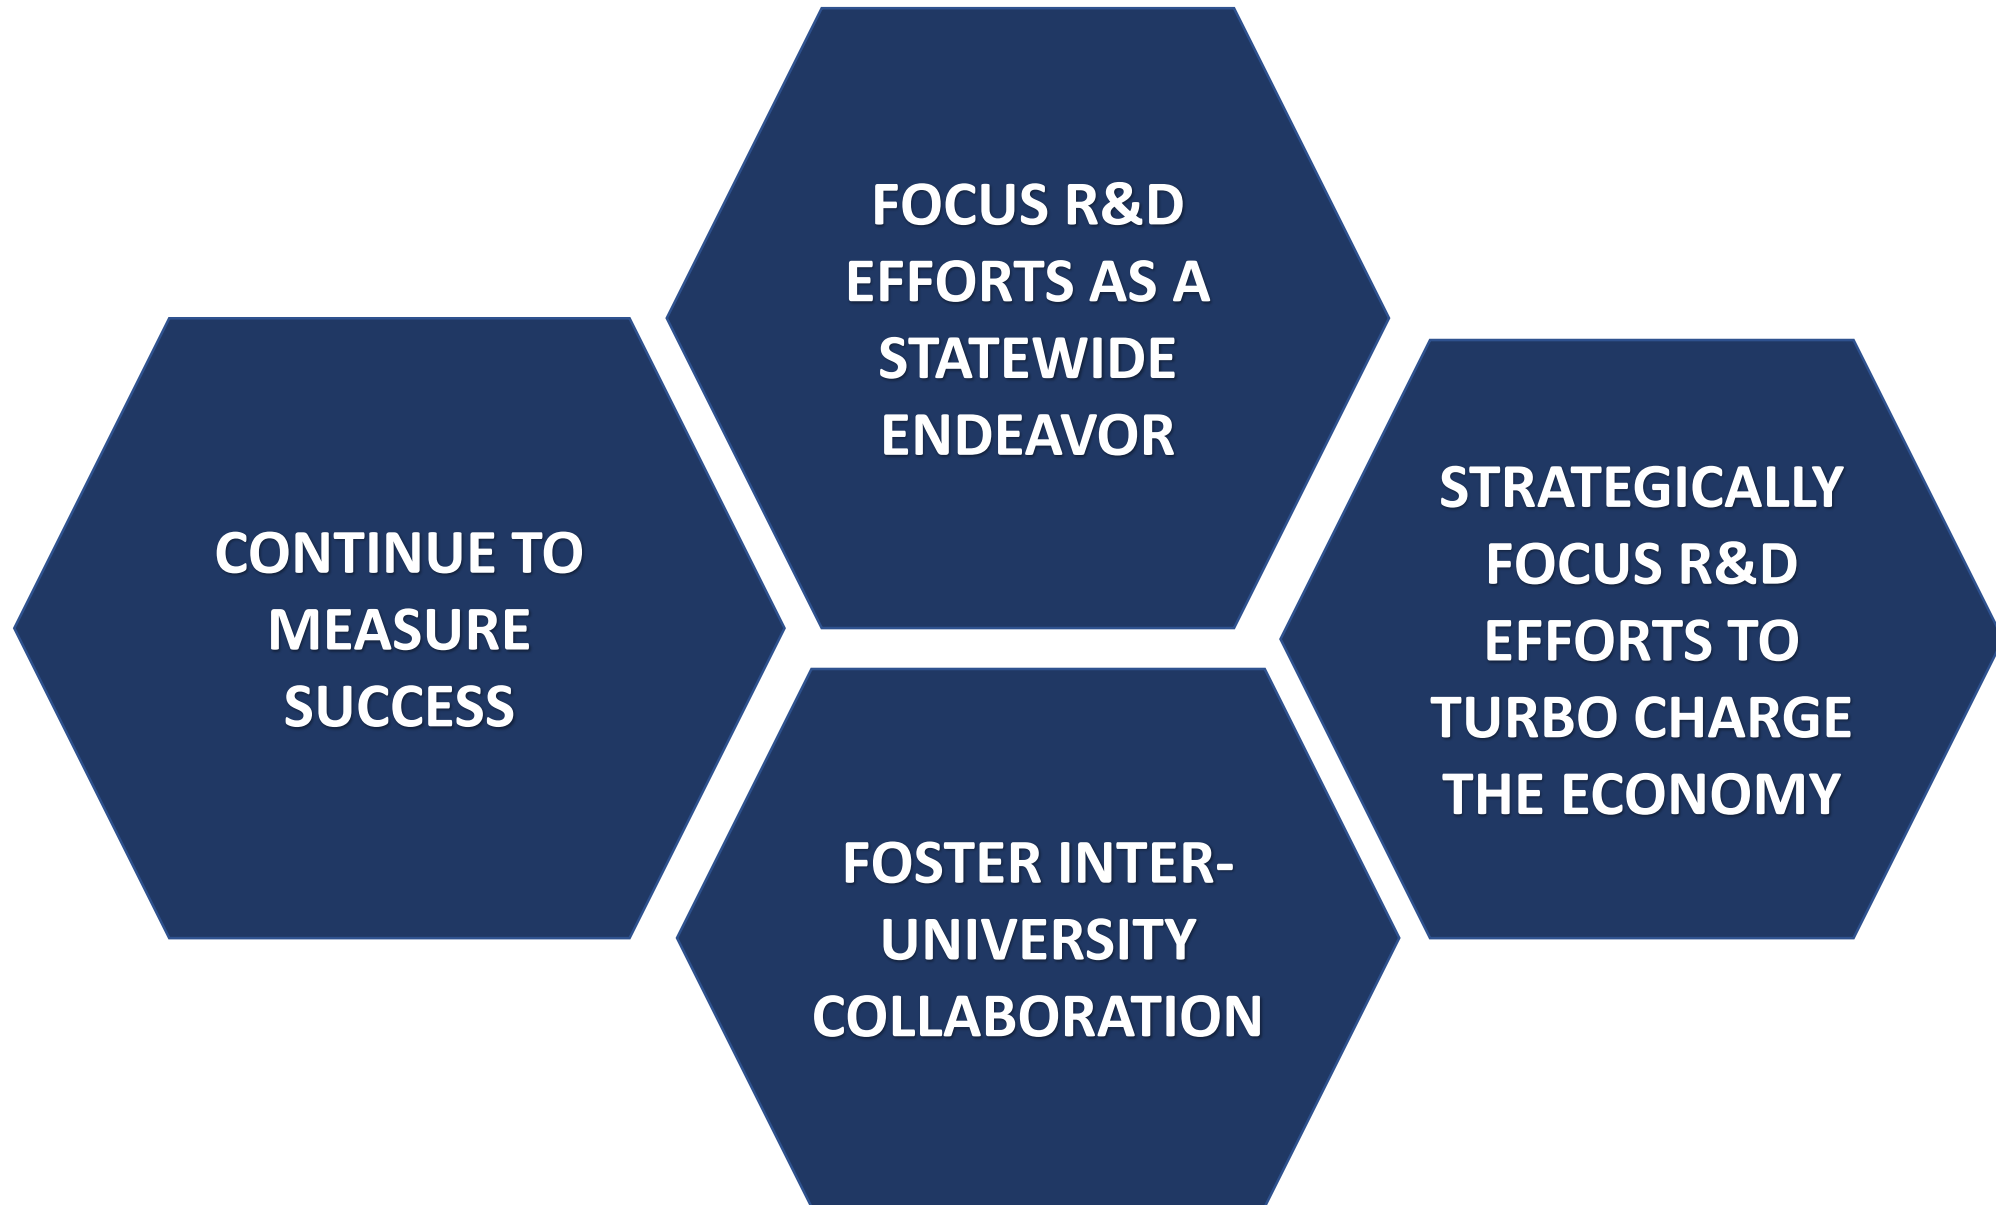 FOCUS R&D
EFFORTS AS A
STATEWIDE
ENDEAVOR
CONTINUE TO
MEASURE
SUCCESS
STRATEGICALLY
FOCUS R&D
EFFORTS TO
TURBO CHARGE
THE ECONOMY
FOSTER INTER-
UNIVERSITY
COLLABORATION